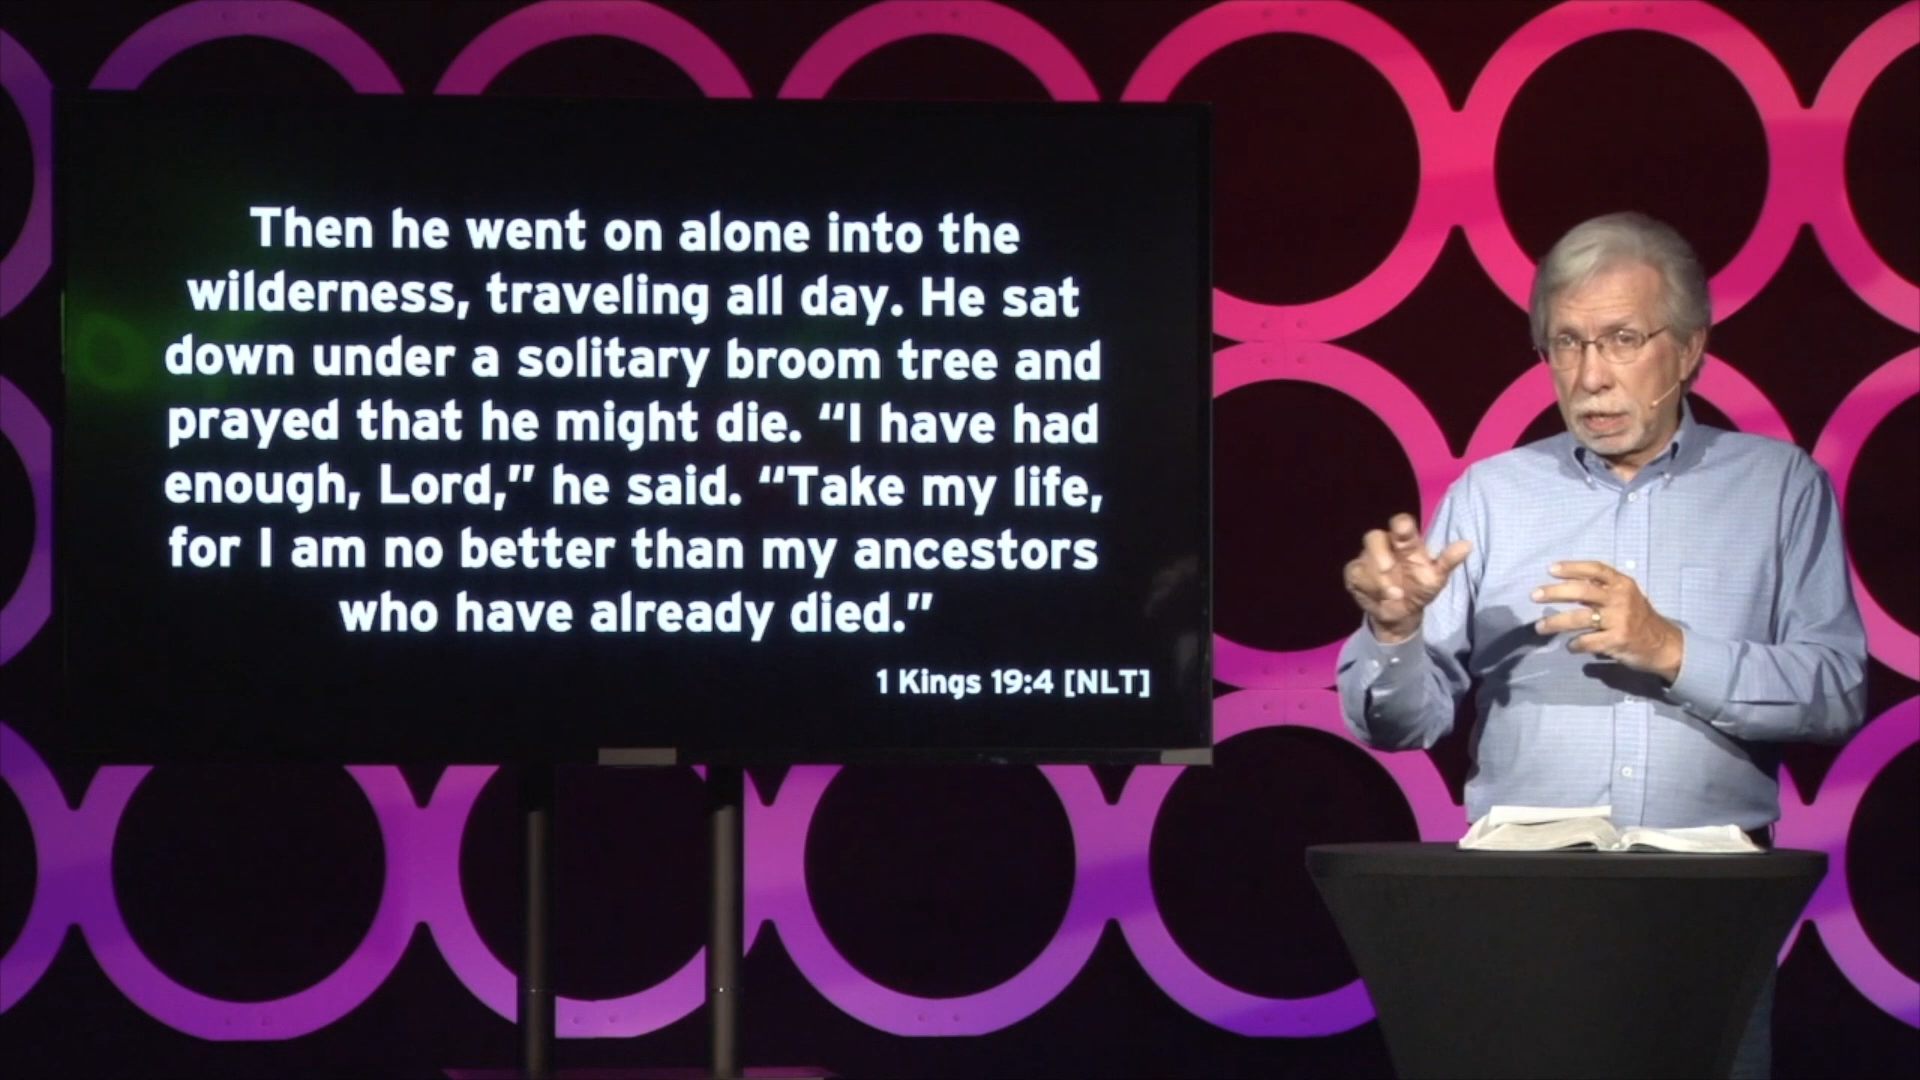 Then he went on alone into the
wilderness, traveling all day. He sat
down under a solitary broom tree and
prayed that he might die. “I have had
enough, Lord,” he said. “Take my life,
for I am no better than my ancestors
who have already died.”
1 Kings 19:4 [NLT]